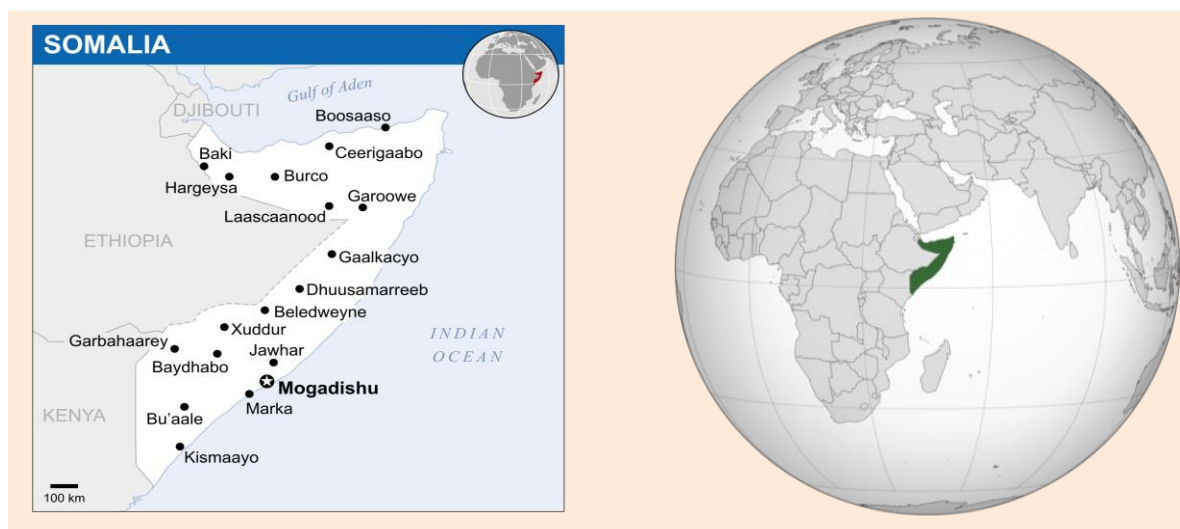 SOMALIA
Gulf of Aden
DJIBOUTI
Boosaaso
Ceerigaabo
Baki
Burco
Hargeysa
Garoowe
Laascaanood
ETHIOPIA
Gaalkacyo
Dhuusamarreeb
Beledweyne
INDIAN
OCEAN
Xuddur
Garbahaarey
Jawhar
Baydhabo
Mogadishu
Marka
KENYA
Bu'aale
Kismaayo
100 km